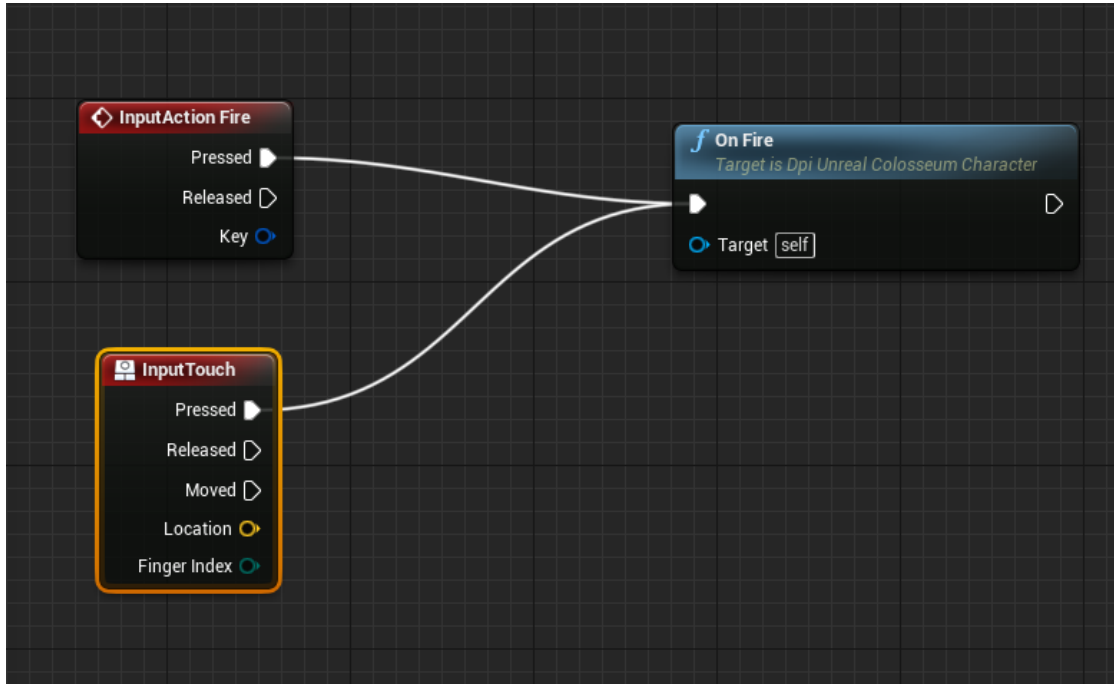 InputAction Fire
Pressed
Released
Key
On Fire
Target is Dpi Unreal Colosseum Character
Target self
InputTouch
Pressed
Released
Moved
Location
Finger Index